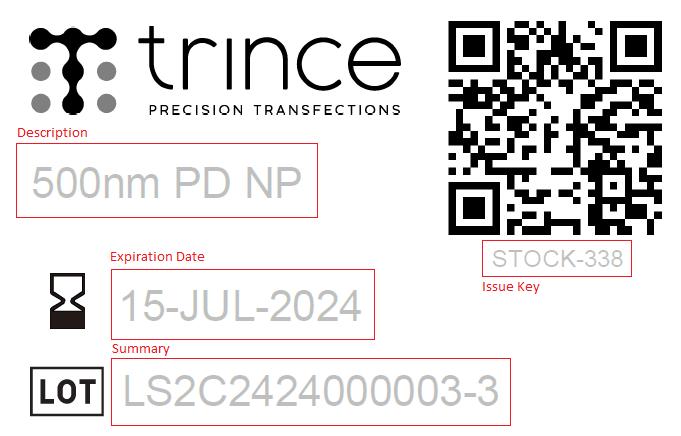 trince
PRECISION TRANSFECTIONS
Description
500nm PD NP
STOCK-338
Issue Key
Expiration Date
15-JUL-2024
Summary
LOT
LS2C2424000003-3